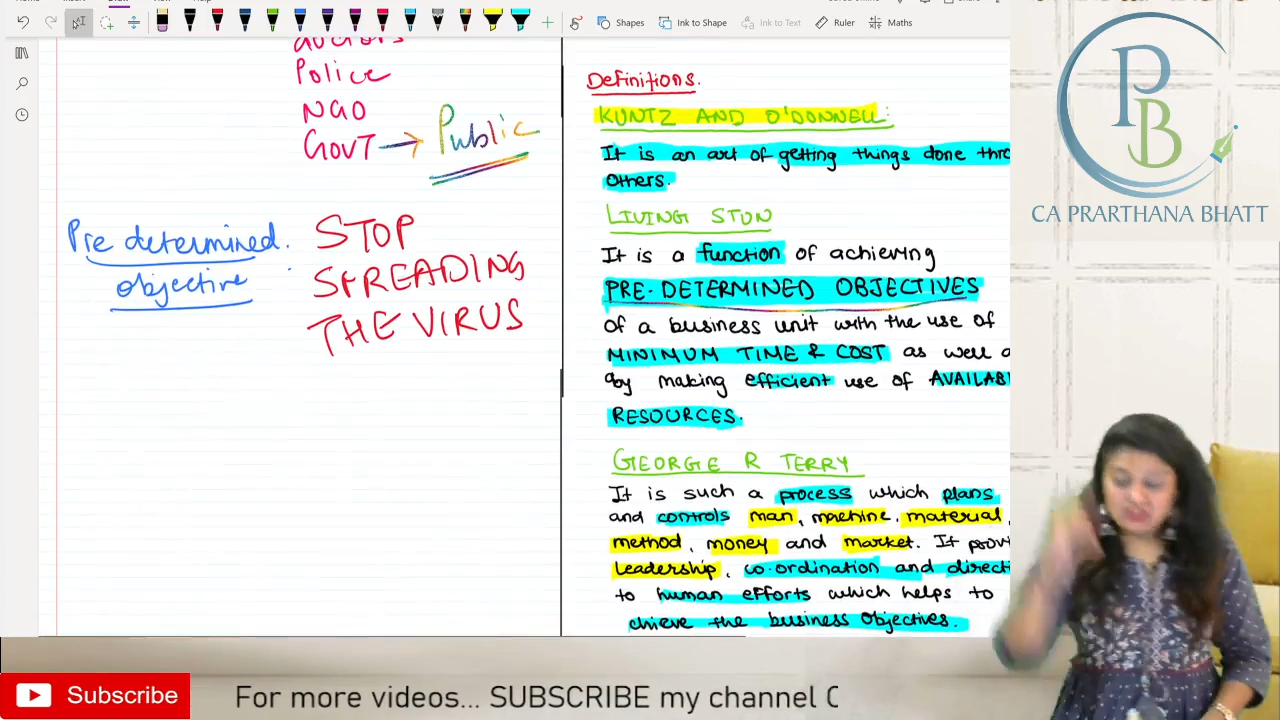 Shapes
Ink to Shape
Ink to Text
Ruler
Maths
Police
NGO
GOVT → Public
Pre determined
objective
STOP
SPREADING
THE VIRUS
Definitions.
KUNTZ AND O'DONNELL:
It is an art of getting things done thro
others.
LIVING STON
It is a function of achieving
PRE-DETERMINED OBJECTIVES
of a business unit with the use of
MINIMUM TIME & COST as well a
by making efficient use of AVAILAB
RESOURCES.
GEORGE R TERRY
It is such a process which plans
and controls man, machine, material,
method, money and market. It prov
leadership, co-ordination and direct
to human efforts which helps to
chieve the business objectives.
PB
CA PRARTHANA BHATT
Subscribe
For more videos... SUBSCRIBE my channel C